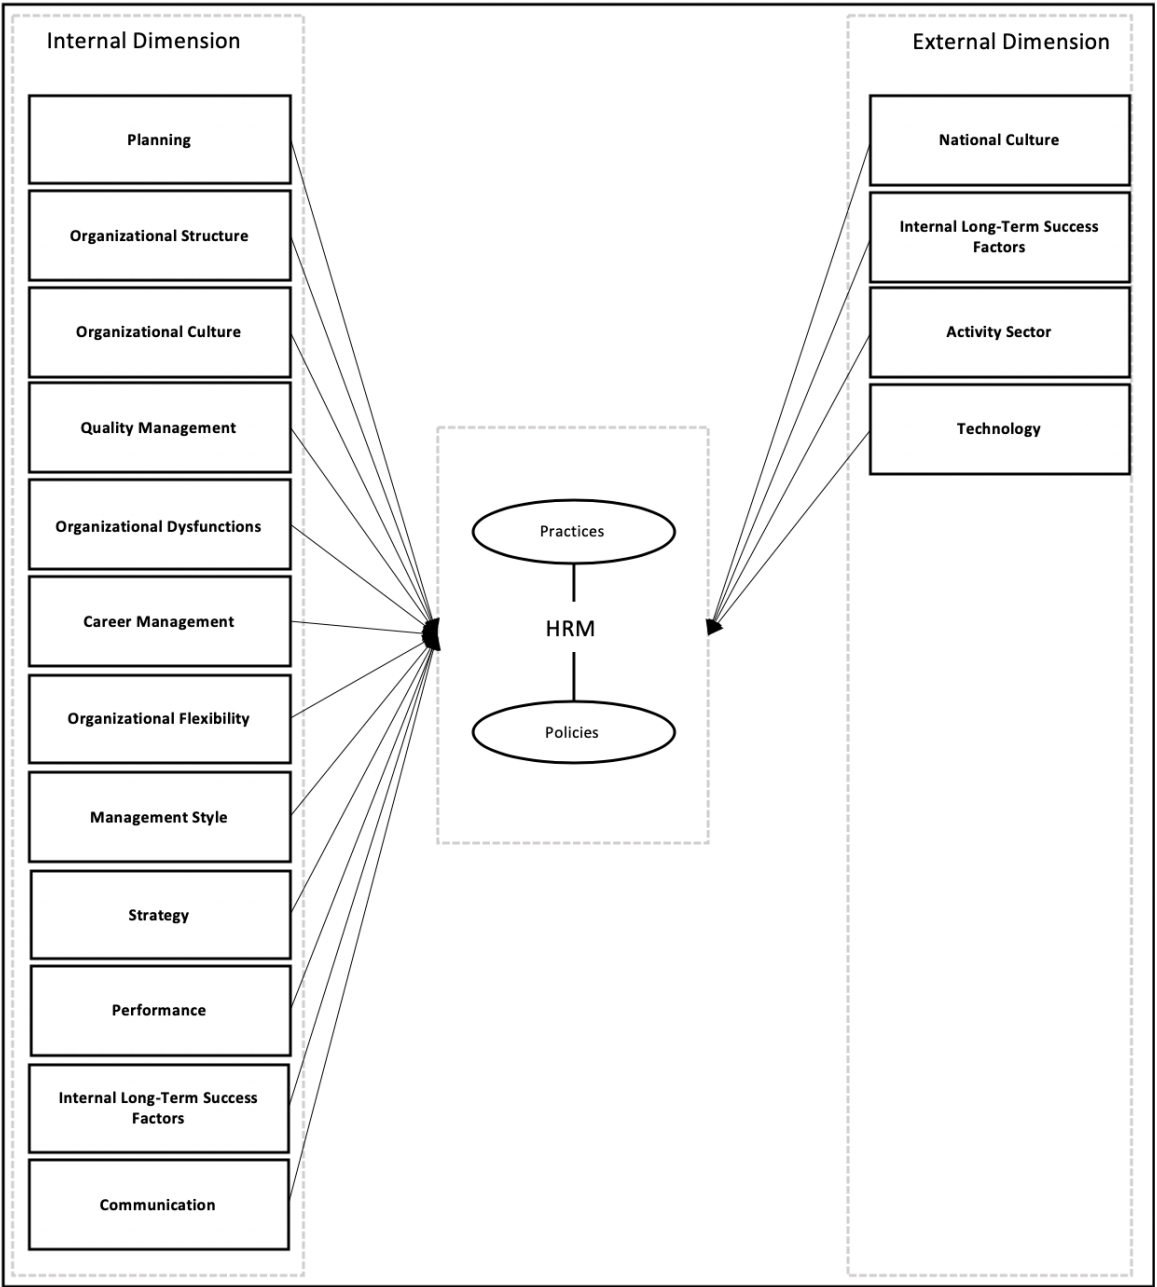 Internal Dimension
Planning
Organizational Structure
Organizational Culture
Quality Management
Organizational Dysfunctions
Career Management
Organizational Flexibility
Management Style
Strategy
Performance
Internal Long-Term Success
Factors
Communication
Practices
HRM
Policies
External Dimension
National Culture
Internal Long-Term Success
Factors
Activity Sector
Technology